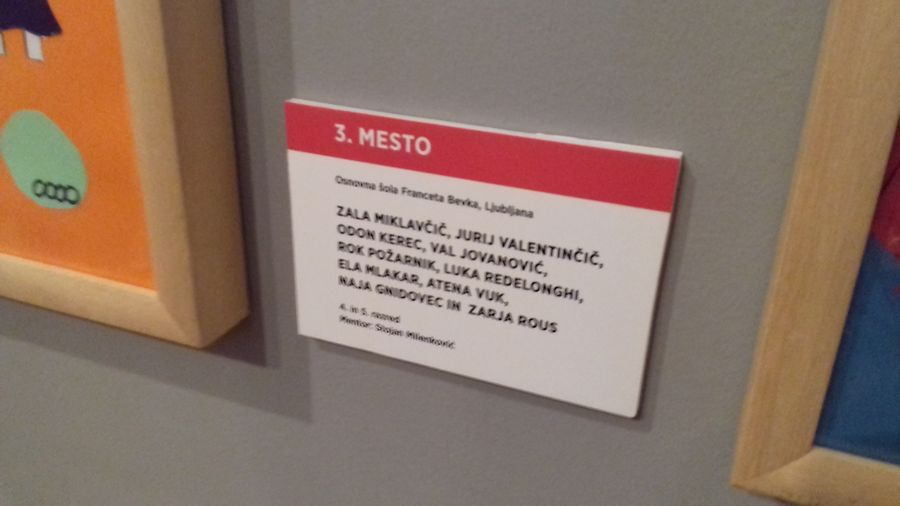 3. MESTO
Osnovna šola Franceta Bevka, Ljubljana
ZALA MIKLAVČIČ, JURIJ VALENTINČIČ,
ODON KEREC, VAL JOVANOVIĆ,
ROK POŽARNIK, LUKA REDELONGHI,
ELA MLAKAR, ATENA VUK,
NAJA GNIDOVEC IN ZARJA ROUS
4. in 5. razred
Mentor: Stojan Milenković